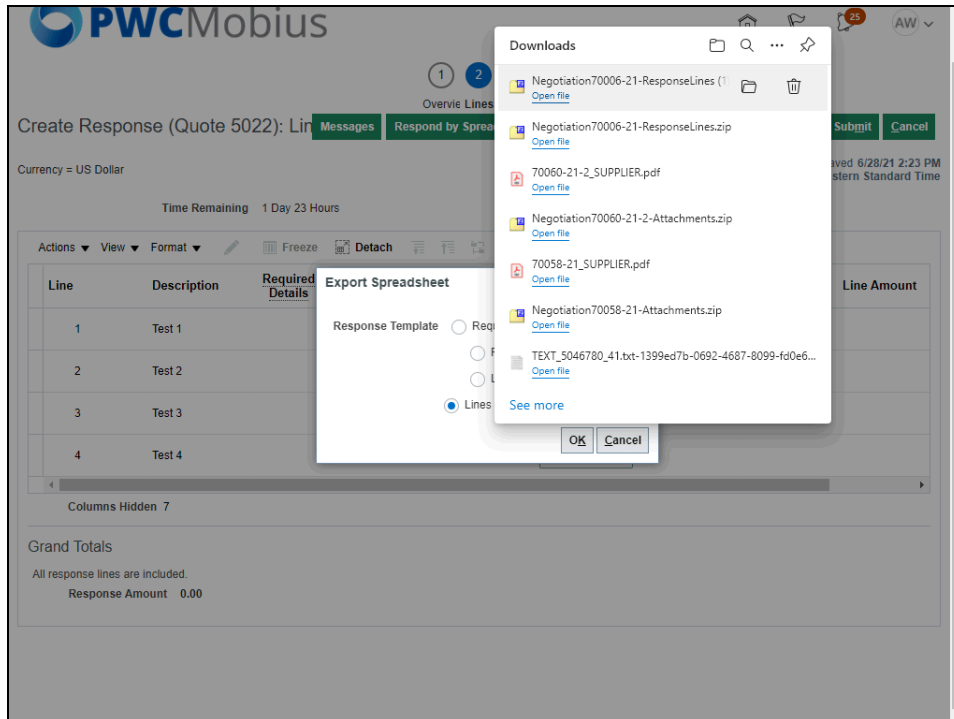 PWCMobius
25
AW
1
2
Overvie Lines
Create Response (Quote 5022): Lin
Messages
Respond by Sprea
Submit
Cancel
Currency = US Dollar
aved 6/28/21 2:23 PM
stern Standard Time
Time Remaining 1 Day 23 Hours
Actions View Format Freeze Detach
Line Description Required Details Line Amount
1 Test 1
2 Test 2
3 Test 3
4 Test 4
Columns Hidden 7
Grand Totals
All response lines are included.
Response Amount 0.00
Export Spreadsheet
Response Template Req
Lines
OK Cancel
Downloads
Negotiation70006-21-ResponseLines (1
Open file
Negotiation70006-21-ResponseLines.zip
Open file
70060-21-2_SUPPLIER.pdf
Open file
Negotiation70060-21-2-Attachments.zip
Open file
70058-21_SUPPLIER.pdf
Open file
Negotiation70058-21-Attachments.zip
Open file
TEXT_5046780_41.txt-1399ed7b-0692-4687-8099-fd0e6...
Open file
See more